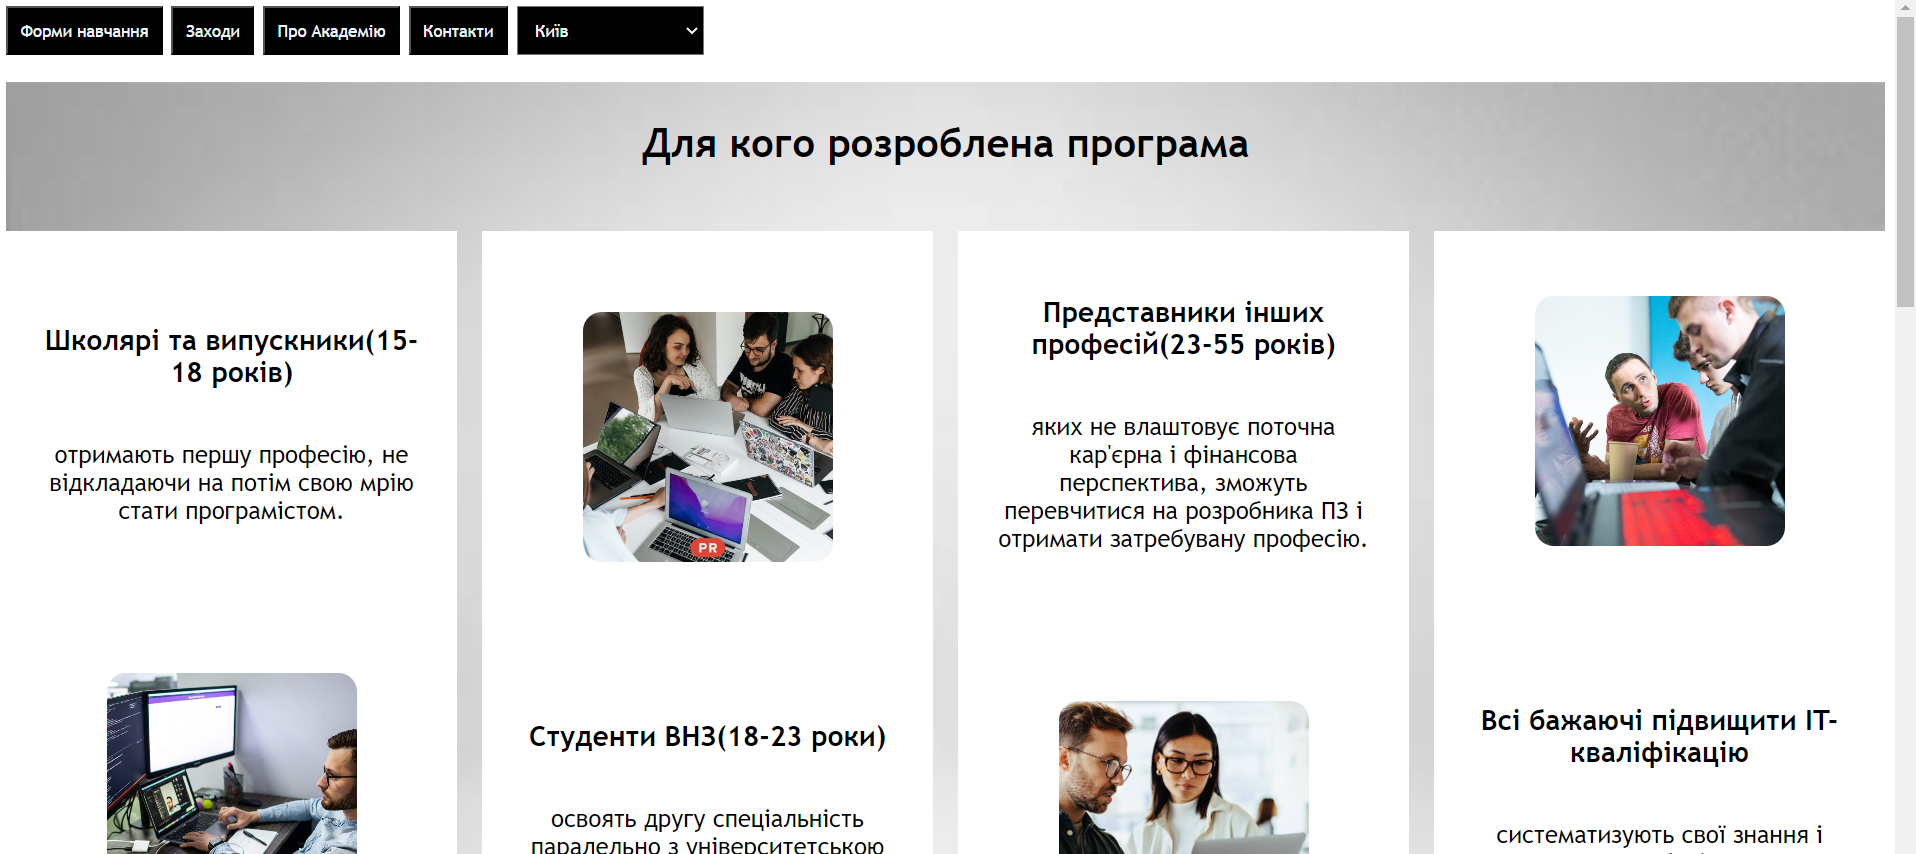 Форми навчання
Заходи
Про Академію
Контакти
Київ
Для кого розроблена програма
Школярі та випускники(15-
18 років)
отримають першу професію, не
відкладаючи на потім свою мрію
стати програмістом.
PR
Студенти ВНЗ(18-23 роки)
освоять другу спеціальність
паралельно з університетською
Представники інших
професій(23-55 років)
яких не влаштовує поточна
кар'єрна і фінансова
перспектива, зможуть
перевчитися на розробника ПЗ і
отримати затребувану професію.
Всі бажаючі підвищити ІТ-
кваліфікацію
систематизують свої знання і